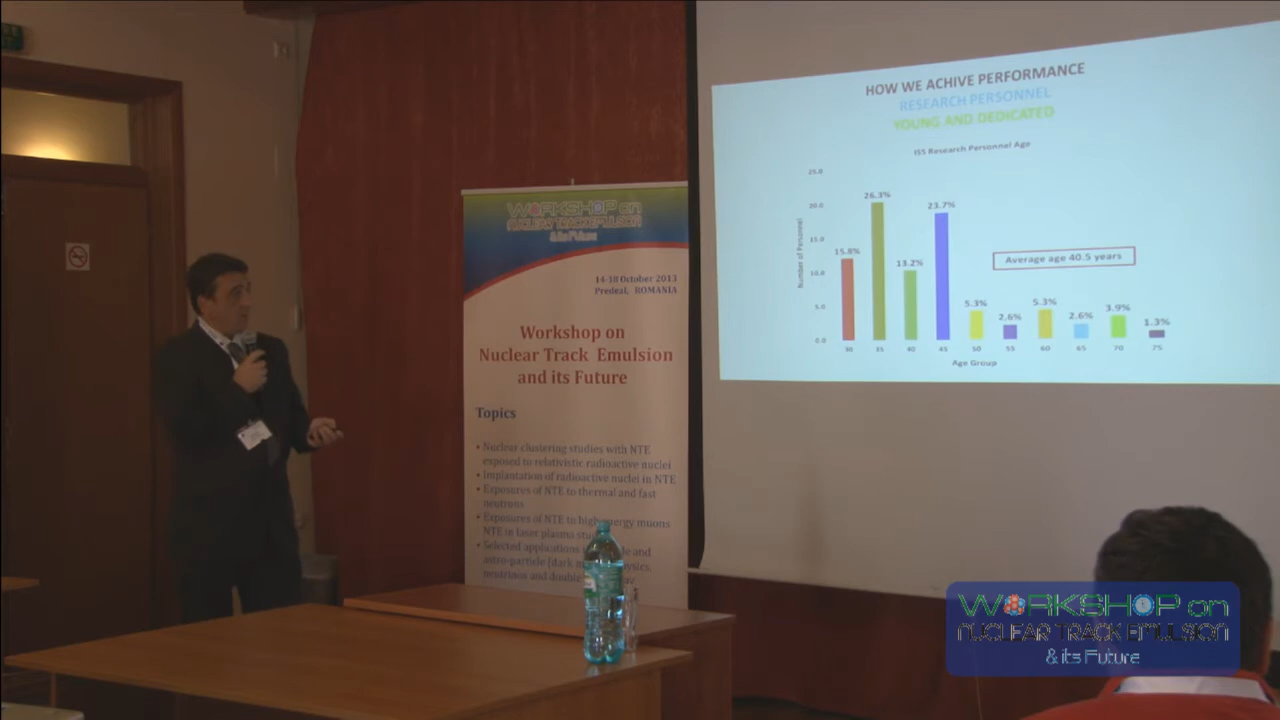 HOW WE ACHIVE PERFORMANCE
RESEARCH PERSONNEL
YOUNG AND DEDICATED
ISS Research Personnel Age
Number of Personnel
25.0
20.0
15.0
10.0
5.0
0.0
15.8%
26.3%
13.2%
23.7%
5.3%
2.6%
5.3%
2.6%
3.9%
1.3%
Average age 40.5 years
30 35 40 45 50 55 60 65 70 75
Age Group
WORKSHOP on
NUCLEAR TRACK EMULSION
& its Future
14-18 October 2013
Predeal, ROMANIA
Workshop on
Nuclear Track Emulsion
and its Future
Topics
• Nuclear clustering studies with NTE
exposed to relativistic radioactive nuclei
• Implantation of radioactive nuclei in NTE
• Exposures of NTE to thermal and fast
neutrons
• Exposures of NTE to high energy muons
NTE in laser plasma
• Selected applications
astro-particle (dark
neutrinos and
WORKSHOP on
NUCLEAR TRACK EMULSION
& its Future